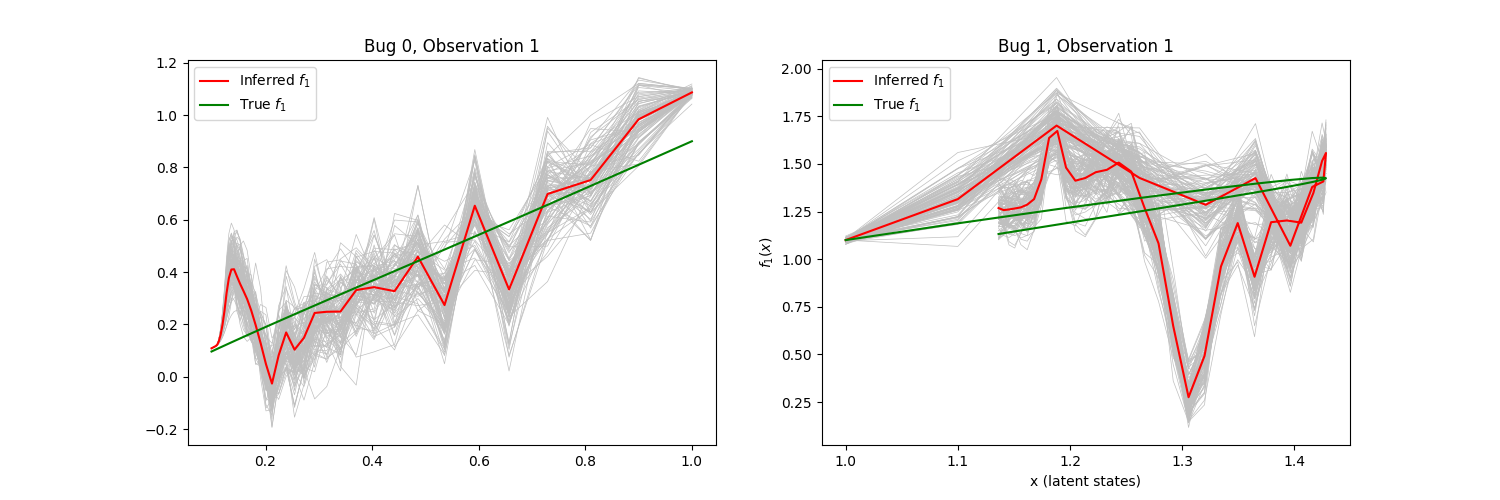 Bug 0, Observation 1
Inferred f₁
True f₁
1.2
1.0
0.8
0.6
0.4
0.2
0.0
−0.2
0.2 0.4 0.6 0.8 1.0
Bug 1, Observation 1
Inferred f₁
True f₁
2.00
1.75
1.50
1.25
1.00
0.75
0.50
0.25
f₁(x)
1.0 1.1 1.2 1.3 1.4
x (latent states)